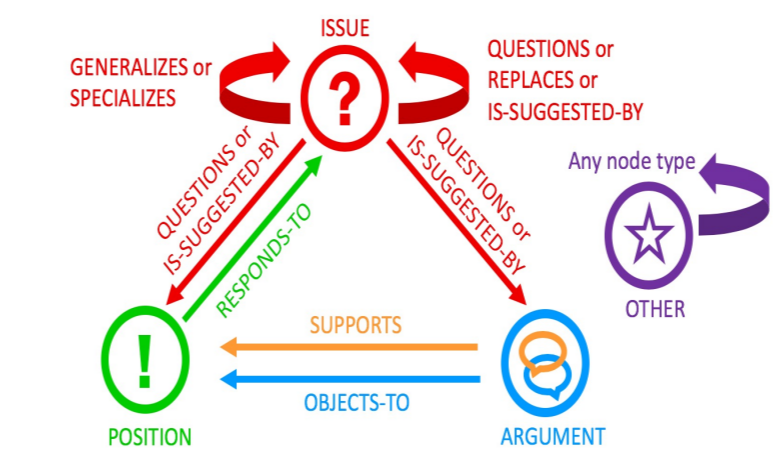 ISSUE
GENERALIZES or
SPECIALIZES
?
QUESTIONS or
REPLACES or
IS-SUGGESTED-BY
QUESTIONS or
IS-SUGGESTED-BY
RESPONDS-TO
QUESTIONS or
IS-SUGGESTED-BY
Any node type
OTHER
SUPPORTS
OBJECTS-TO
!
POSITION
ARGUMENT